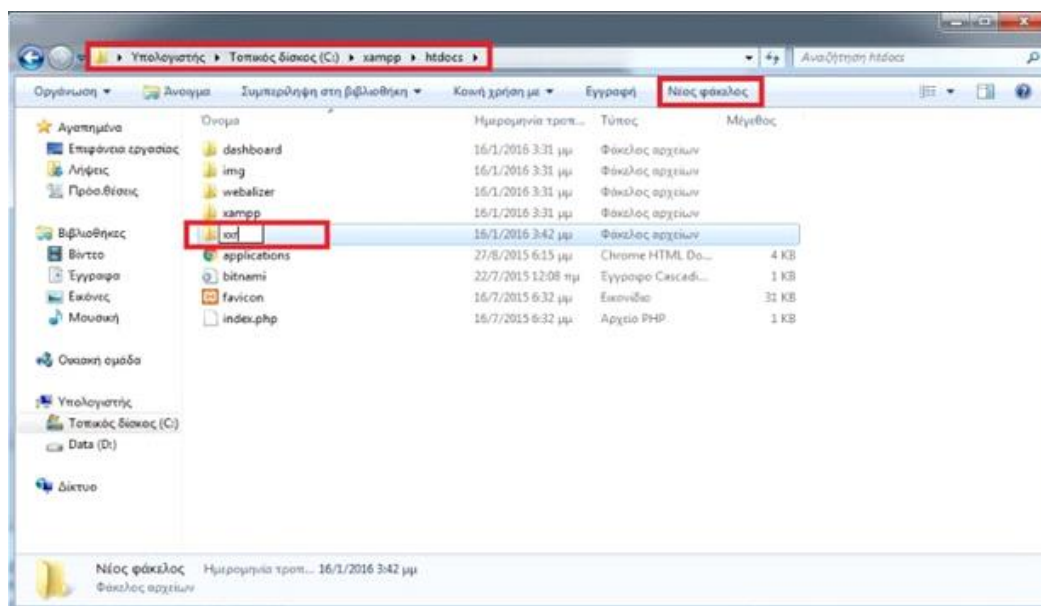 Υπολογιστής ▸ Τοπικός δίσκος (C:) ▸ xampp ▸ htdocs ▸ Αναζήτηση htdocs
Οργάνωση Άνοιγμα Συμπερίληψη στη βιβλιοθήκη Κοινή χρήση με Εγγραφή Νέος φάκελος
Όνομα Ημερομηνία τροπ... Τύπος Μέγεθος
Αγαπημένα
Επιφάνεια εργασίας
Λήψεις
Πρόσ.θέσεις
Βιβλιοθήκες
Βίντεο
Έγγραφα
Εικόνες
Μουσική
Οικιακή ομάδα
Υπολογιστής
Τοπικός δίσκος (C:)
Data (D:)
Δίκτυο
dashboard 16/1/2016 3:31 μμ Φάκελος αρχείων
img 16/1/2016 3:31 μμ Φάκελος αρχείων
webalizer 16/1/2016 3:31 μμ Φάκελος αρχείων
xampp 16/1/2016 3:31 μμ Φάκελος αρχείων
16/1/2016 3:42 μμ Φάκελος αρχείων
applications 27/8/2015 6:15 μμ Chrome HTML Do... 4 KB
bitnami 22/7/2015 12:08 πμ Έγγραφο Cascadi... 1 KB
favicon 16/7/2015 6:32 μμ Εικονίδιο 31 KB
index.php 16/7/2015 6:32 μμ Αρχείο PHP 1 KB
Νέος φάκελος Ημερομηνία τροπ... 16/1/2016 3:42 μμ
Φάκελος αρχείων